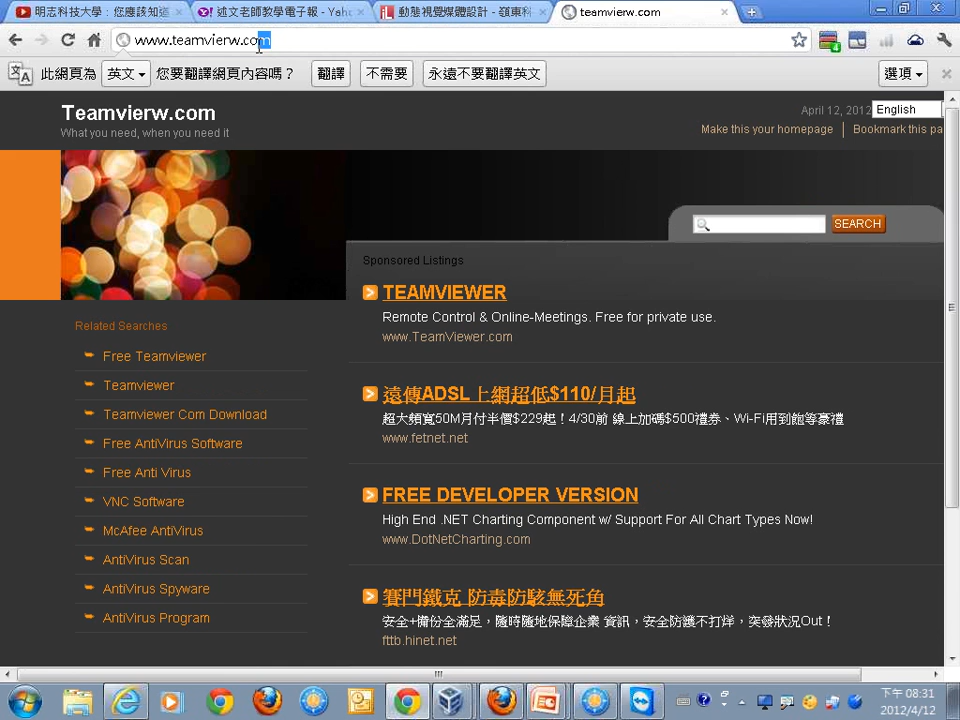 明志科技大學：您應該知道
述文老師教學電子報 - Yaho
動態視覺媒體設計 - 嶺東科
teamvierw.com
www.teamvierw.com
此網頁為 英文 您要翻譯網頁內容嗎？ 翻譯 不需要 永遠不要翻譯英文 選項
Teamvierw.com
What you need, when you need it
April 12, 2012 English
Make this your homepage Bookmark this pa
SEARCH
Sponsored Listings
TEAMVIEWER
Remote Control & Online-Meetings. Free for private use.
www.TeamViewer.com
遠傳ADSL上網超低$110/月起
超大頻寬50M月付半價$229起！4/30前 線上加碼$500禮券、Wi-Fi用到飽等豪禮
www.fetnet.net
FREE DEVELOPER VERSION
High End .NET Charting Component w/ Support For All Chart Types Now!
www.DotNetCharting.com
賽門鐵克 防毒防駭無死角
安全+備份全滿足，隨時隨地保障企業 資訊，安全防護不打烊，突發狀況Out！
fttb.hinet.net
Related Searches
Free Teamviewer
Teamviewer
Teamviewer Com Download
Free AntiVirus Software
Free Anti Virus
VNC Software
McAfee AntiVirus
AntiVirus Scan
AntiVirus Spyware
AntiVirus Program
下午 08:31
2012/4/12